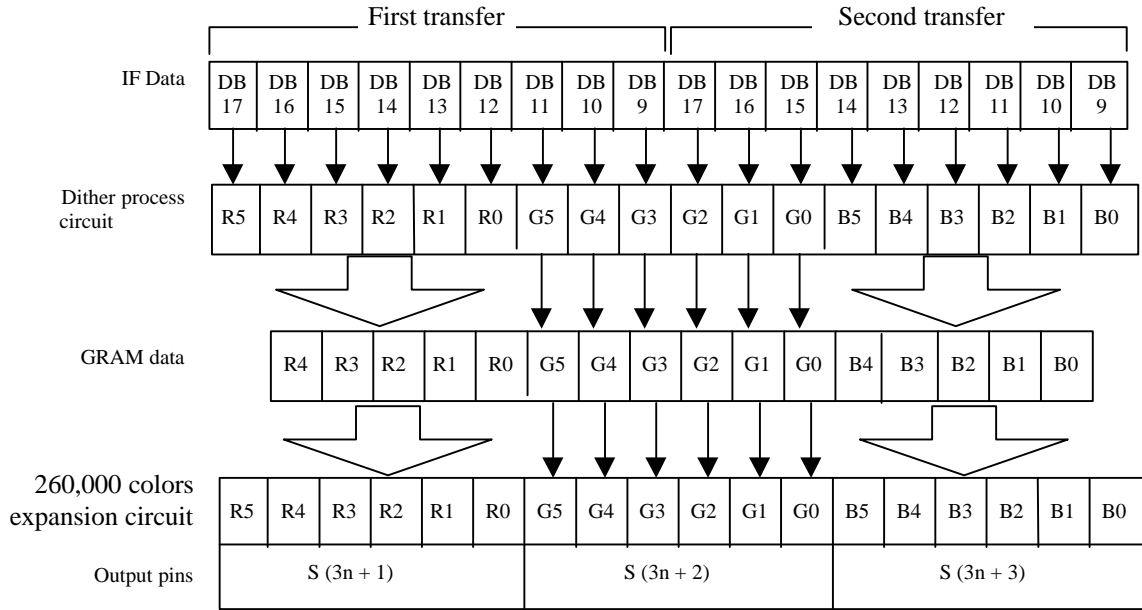 First transfer Second transfer
IF Data DB 17 DB 16 DB 15 DB 14 DB 13 DB 12 DB 11 DB 10 DB 9 DB 17 DB 16 DB 15 DB 14 DB 13 DB 12 DB 11 DB 10 DB 9
Dither process
circuit
R5 R4 R3 R2 R1 R0 G5 G4 G3 G2 G1 G0 B5 B4 B3 B2 B1 B0
GRAM data R4 R3 R2 R1 R0 G5 G4 G3 G2 G1 G0 B4 B3 B2 B1 B0
260,000 colors
expansion circuit
R5 R4 R3 R2 R1 R0 G5 G4 G3 G2 G1 G0 B5 B4 B3 B2 B1 B0
Output pins S (3n + 1) S (3n + 2) S (3n + 3)